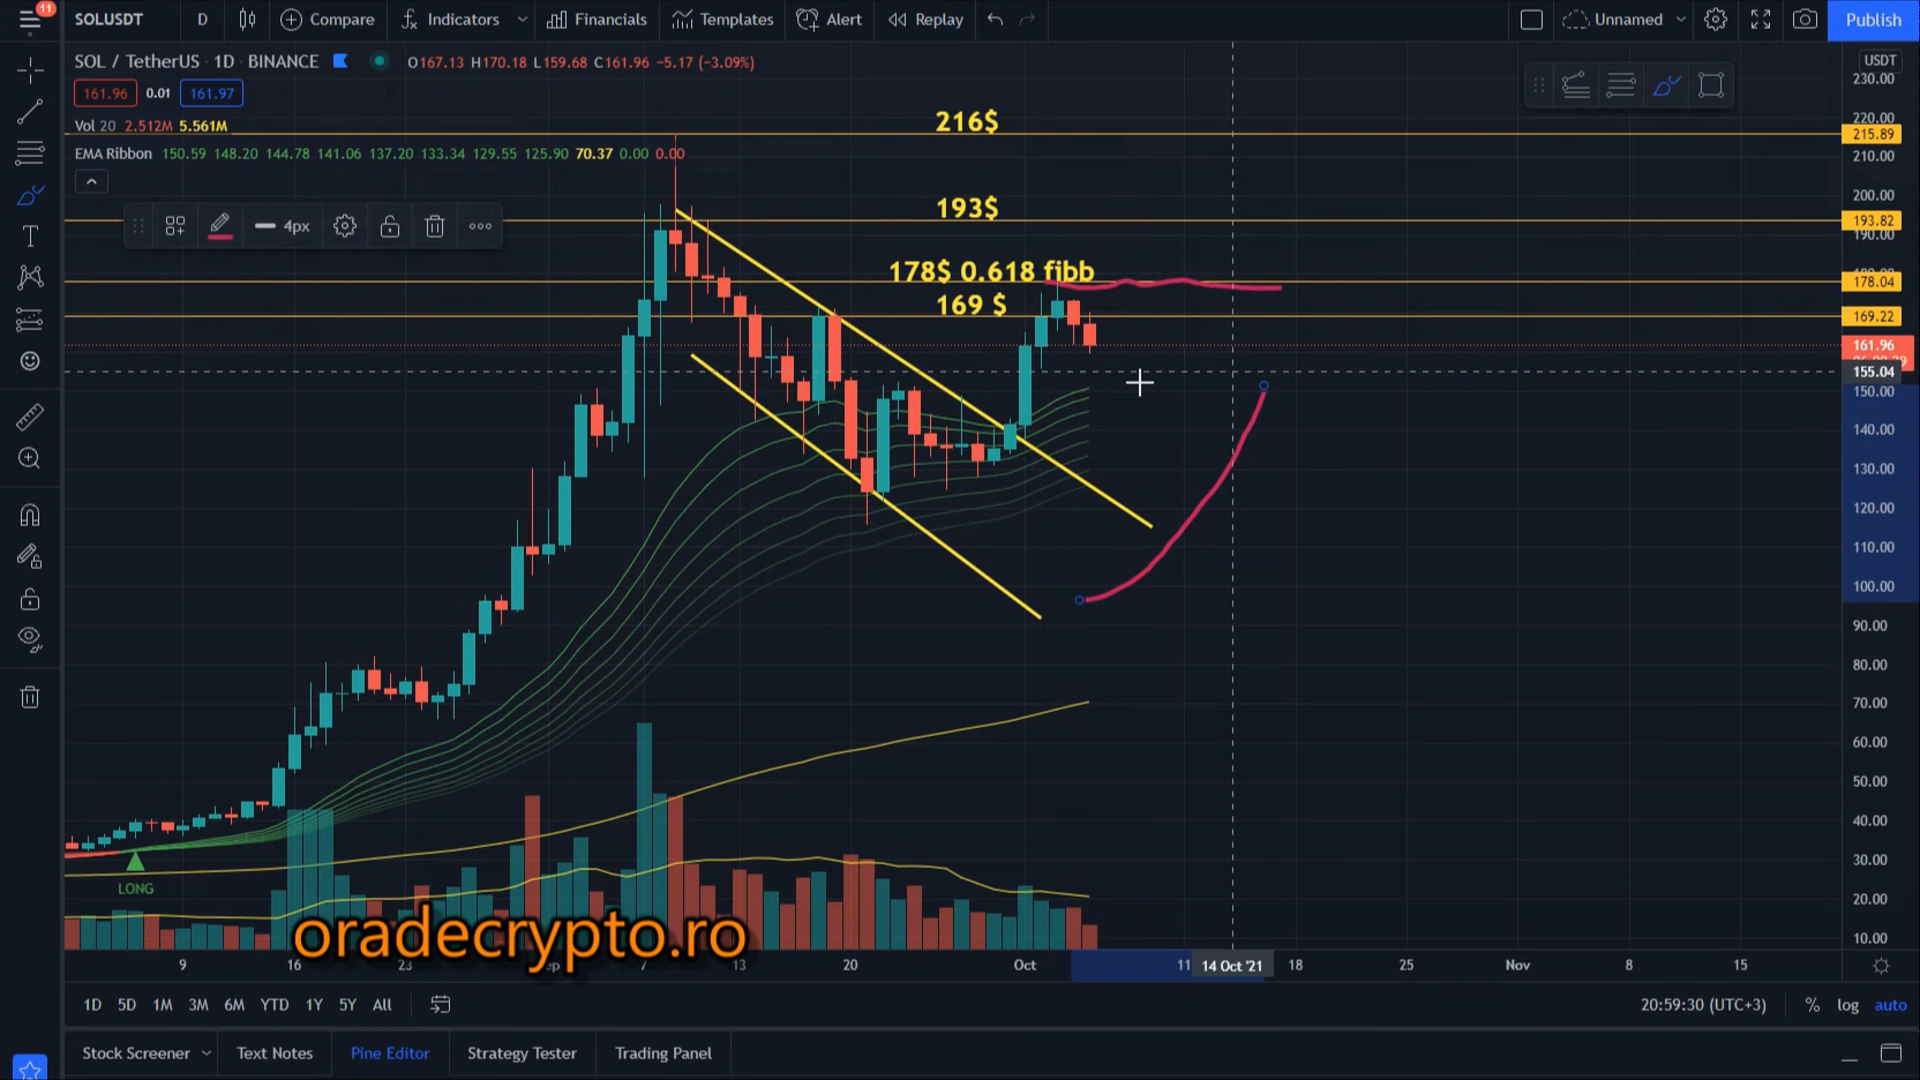 11
SOLUSDT D Compare Indicators Financials Templates Alert Replay Unnamed Publish
SOL / TetherUS · 1D · BINANCE O167.13 H170.18 L159.68 C161.96 −5.17 (−3.09%)
USDT
161.96 0.01 161.97
Vol 20 2.512M 5.561M
EMA Ribbon 150.59 148.20 144.78 141.06 137.20 133.34 129.55 125.90 70.37 0.00 0.00
4px
216$
193$
178$ 0.618 fibb
169 $
230.00
220.00
215.89
210.00
200.00
193.82
190.00
178.04
169.22
161.96
155.04
150.00
140.00
130.00
120.00
110.00
100.00
90.00
80.00
70.00
60.00
50.00
40.00
30.00
20.00
10.00
LONG
oradecrypto.ro
9 16 23 7 13 20 Oct 11 14 Oct '21 18 25 Nov 8 15
1D 5D 1M 3M 6M YTD 1Y 5Y All 20:59:30 (UTC+3) % log auto
Stock Screener Text Notes Pine Editor Strategy Tester Trading Panel